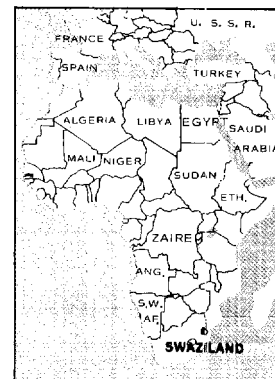 U. S. S. R.
FRANCE
SPAIN
TURKEY
ALGERIA
LIBYA
EGYPT
SAUDI
ARABIA
MALI
NIGER
SUDAN
ETH.
ZAIRE
ANG.
S.W.
AF.
SWAZILAND